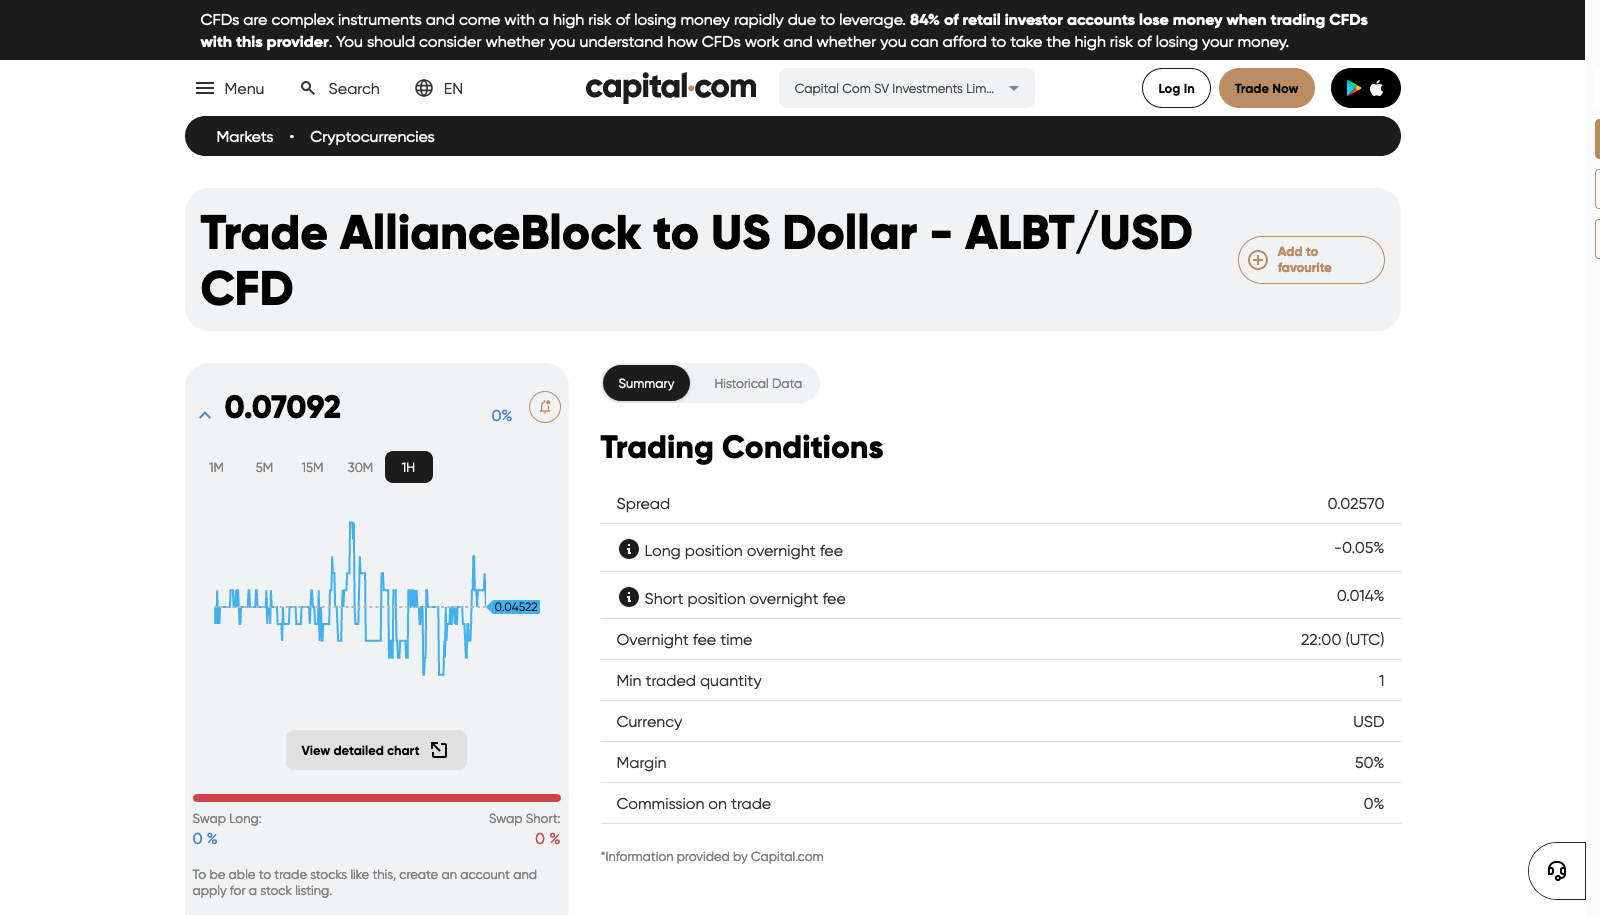 CFDs are complex instruments and come with a high risk of losing money rapidly due to leverage. 84% of retail investor accounts lose money when trading CFDs
with this provider. You should consider whether you understand how CFDs work and whether you can afford to take the high risk of losing your money.
Menu
Search
EN
capital.com
Capital Com SV Investments Lim...
Log In
Trade Now
Markets • Cryptocurrencies
Trade AllianceBlock to US Dollar - ALBT/USD
CFD
Add to
favourite
0.07092
0%
1M 5M 15M 30M 1H
0.04522
View detailed chart
Swap Long: Swap Short:
0 % 0 %
To be able to trade stocks like this, create an account and
apply for a stock listing.
Summary Historical Data
Trading Conditions
Spread 0.02570
Long position overnight fee -0.05%
Short position overnight fee 0.014%
Overnight fee time 22:00 (UTC)
Min traded quantity 1
Currency USD
Margin 50%
Commission on trade 0%
*Information provided by Capital.com